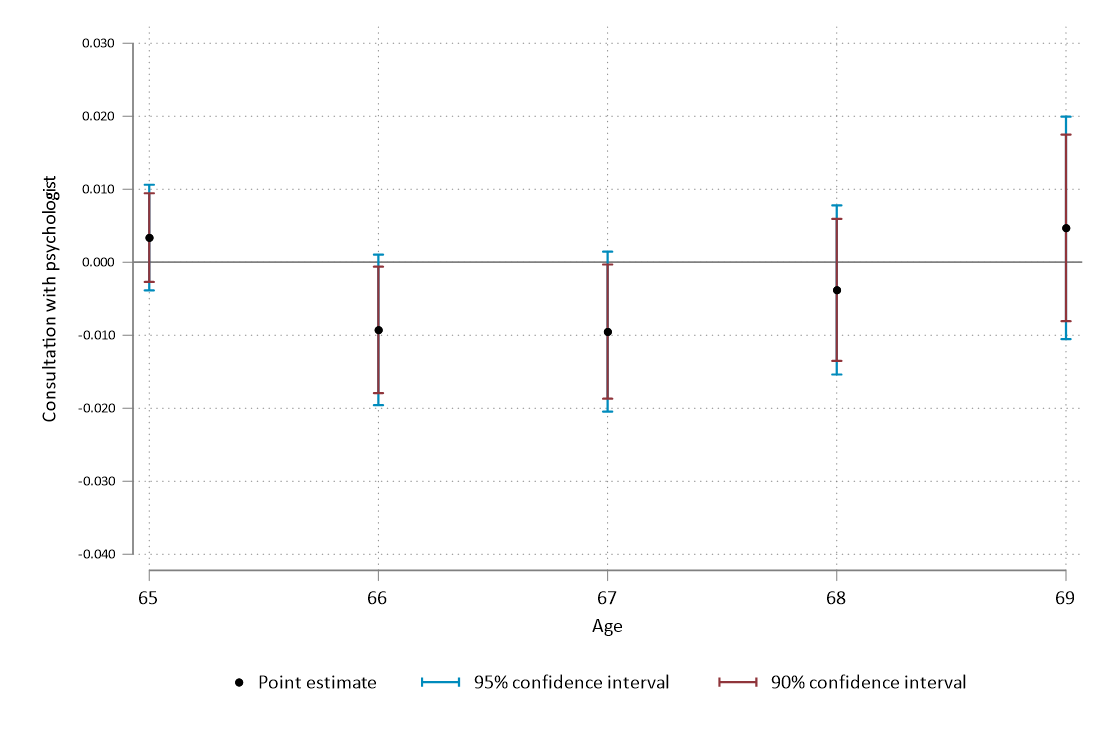 Consultation with psychologist
0.030
0.020
0.010
0.000
-0.010
-0.020
-0.030
-0.040
65 66 67 68 69
Age
Point estimate 95% confidence interval 90% confidence interval